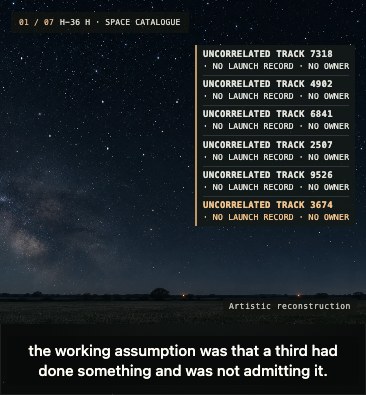 01 / 07 H−36 H · SPACE CATALOGUE
UNCORRELATED TRACK 7318
· NO LAUNCH RECORD · NO OWNER
UNCORRELATED TRACK 4902
· NO LAUNCH RECORD · NO OWNER
UNCORRELATED TRACK 6841
· NO LAUNCH RECORD · NO OWNER
UNCORRELATED TRACK 2507
· NO LAUNCH RECORD · NO OWNER
UNCORRELATED TRACK 9526
· NO LAUNCH RECORD · NO OWNER
UNCORRELATED TRACK 3674
· NO LAUNCH RECORD · NO OWNER
Artistic reconstruction
the working assumption was that a third had
done something and was not admitting it.